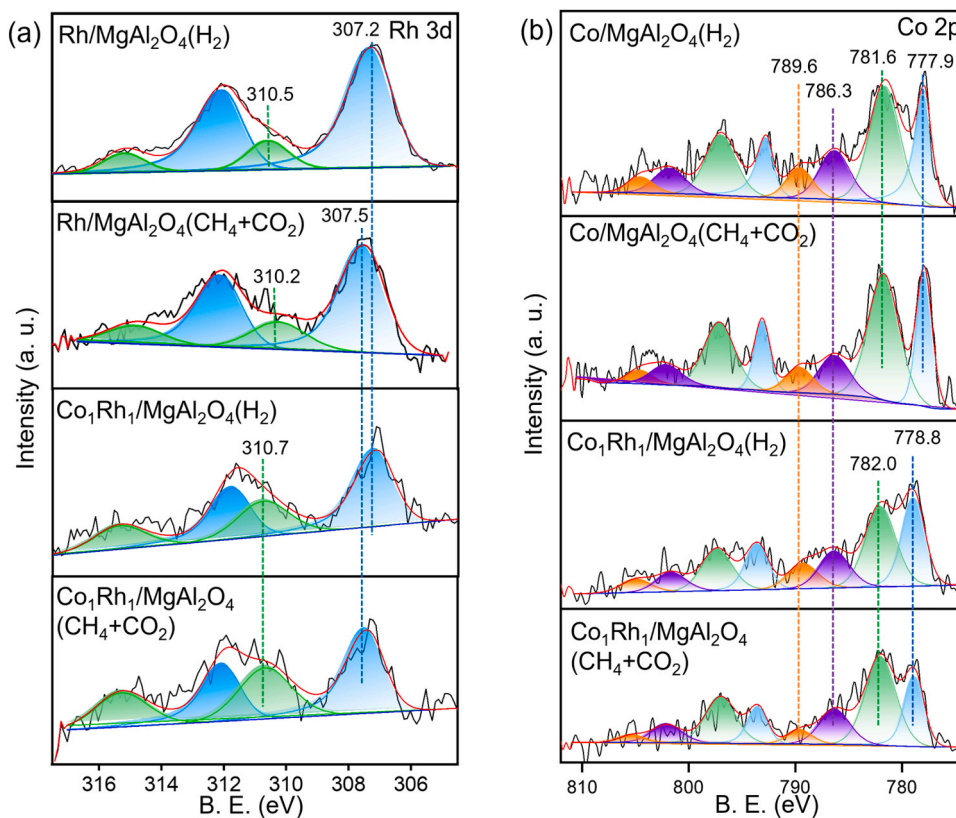 (a)
Rh/MgAl₂O₄(H₂)
307.2
Rh 3d
310.5
Rh/MgAl₂O₄(CH₄+CO₂)
307.5
310.2
Co₁Rh₁/MgAl₂O₄(H₂)
310.7
Co₁Rh₁/MgAl₂O₄
(CH₄+CO₂)
Intensity (a. u.)
316 314 312 310 308 306
B. E. (eV)
(b)
Co/MgAl₂O₄(H₂)
Co 2p
789.6
786.3
781.6
777.9
Co/MgAl₂O₄(CH₄+CO₂)
Co₁Rh₁/MgAl₂O₄(H₂)
778.8
782.0
Co₁Rh₁/MgAl₂O₄
(CH₄+CO₂)
Intensity (a. u.)
810 800 790 780
B. E. (eV)